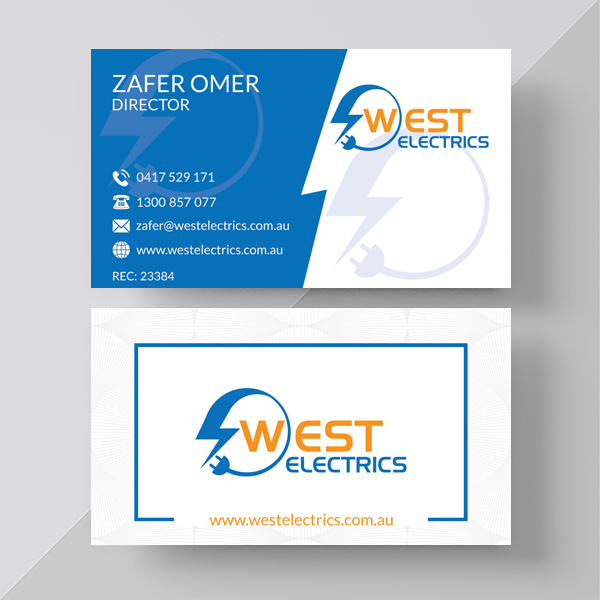 ZAFER OMER
DIRECTOR
WEST
ELECTRICS
0417 529 171
1300 857 077
zafer@westelectrics.com.au
www.westelectrics.com.au
REC: 23384
WEST
ELECTRICS
www.westelectrics.com.au